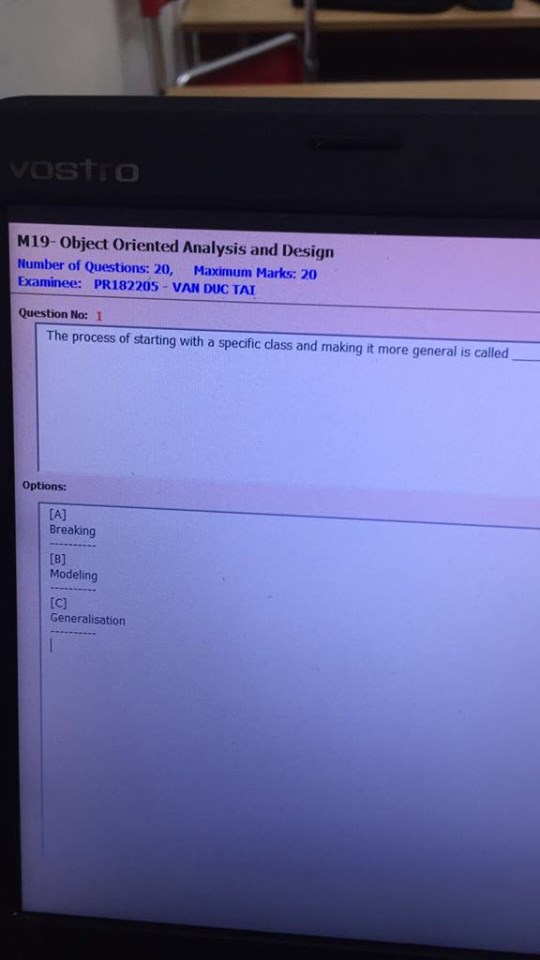 vostro
M19- Object Oriented Analysis and Design
Number of Questions: 20, Maximum Marks: 20
Examinee: PR182205 - VAN DUC TAI
Question No: 1
The process of starting with a specific class and making it more general is called ____
Options:
[A]
Breaking
----------
[B]
Modeling
----------
[C]
Generalisation
----------